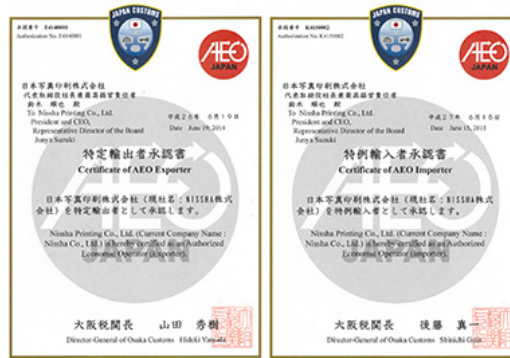 JAPAN CUSTOMS
承認番号 E4140001
Authorization No. E4140001
AEO
JAPAN
日本写真印刷株式会社
代表取締役社長兼最高経営責任者
鈴木 順也 殿
To Nissha Printing Co., Ltd.
President and CEO,
Representative Director of the Board
Junya Suzuki
平成26年 6月19日
Date June 19, 2014
特定輸出者承認書
Certificate of AEO Exporter
日本写真印刷株式会社（現社名：NISSHA株式
会社）を特定輸出者として承認します。
Nissha Printing Co., Ltd. (Current Company Name :
Nissha Co., Ltd.) is hereby certified as an Authorized
Economic Operator (Exporter).
AEO
JAPAN
大阪税関長 山田 秀樹
Director-General of Osaka Customs Hideki Yamada
JAPAN CUSTOMS
承認番号 K4150002
Authorization No. K4150002
AEO
JAPAN
日本写真印刷株式会社
代表取締役社長兼最高経営責任者
鈴木 順也 殿
To Nissha Printing Co., Ltd.
President and CEO,
Representative Director of the Board
Junya Suzuki
平成27年 6月15日
Date June 15, 2015
特例輸入者承認書
Certificate of AEO Importer
日本写真印刷株式会社（現社名：NISSHA株式
会社）を特例輸入者として承認します。
Nissha Printing Co., Ltd. (Current Company Name :
Nissha Co., Ltd.) is hereby certified as an Authorized
Economic Operator (Importer).
AEO
JAPAN
大阪税関長 後藤 真一
Director-General of Osaka Customs Shinichi Goto